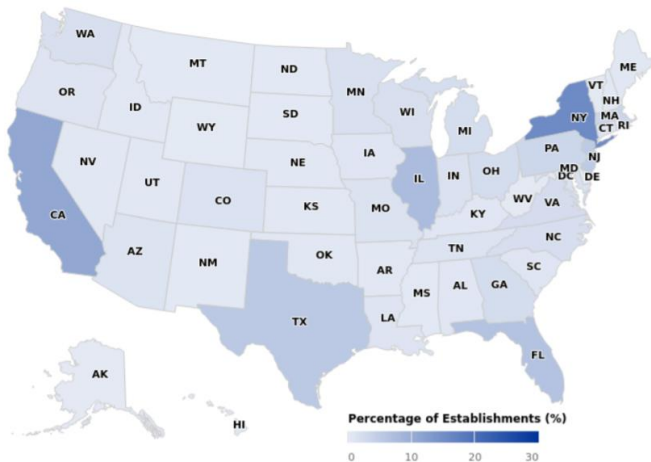 WA
ME
MT
ND
VT
OR
MN
NH
ID
WI
MA
SD
NY
CT RI
WY
MI
IA
PA
NJ
NE
NV
IL
IN
OH
MD
DC
DE
UT
CO
WV
VA
CA
KS
MO
KY
NC
TN
AZ
OK
NM
AR
SC
MS
AL
GA
LA
TX
FL
AK
HI
Percentage of Establishments (%)
0 10 20 30